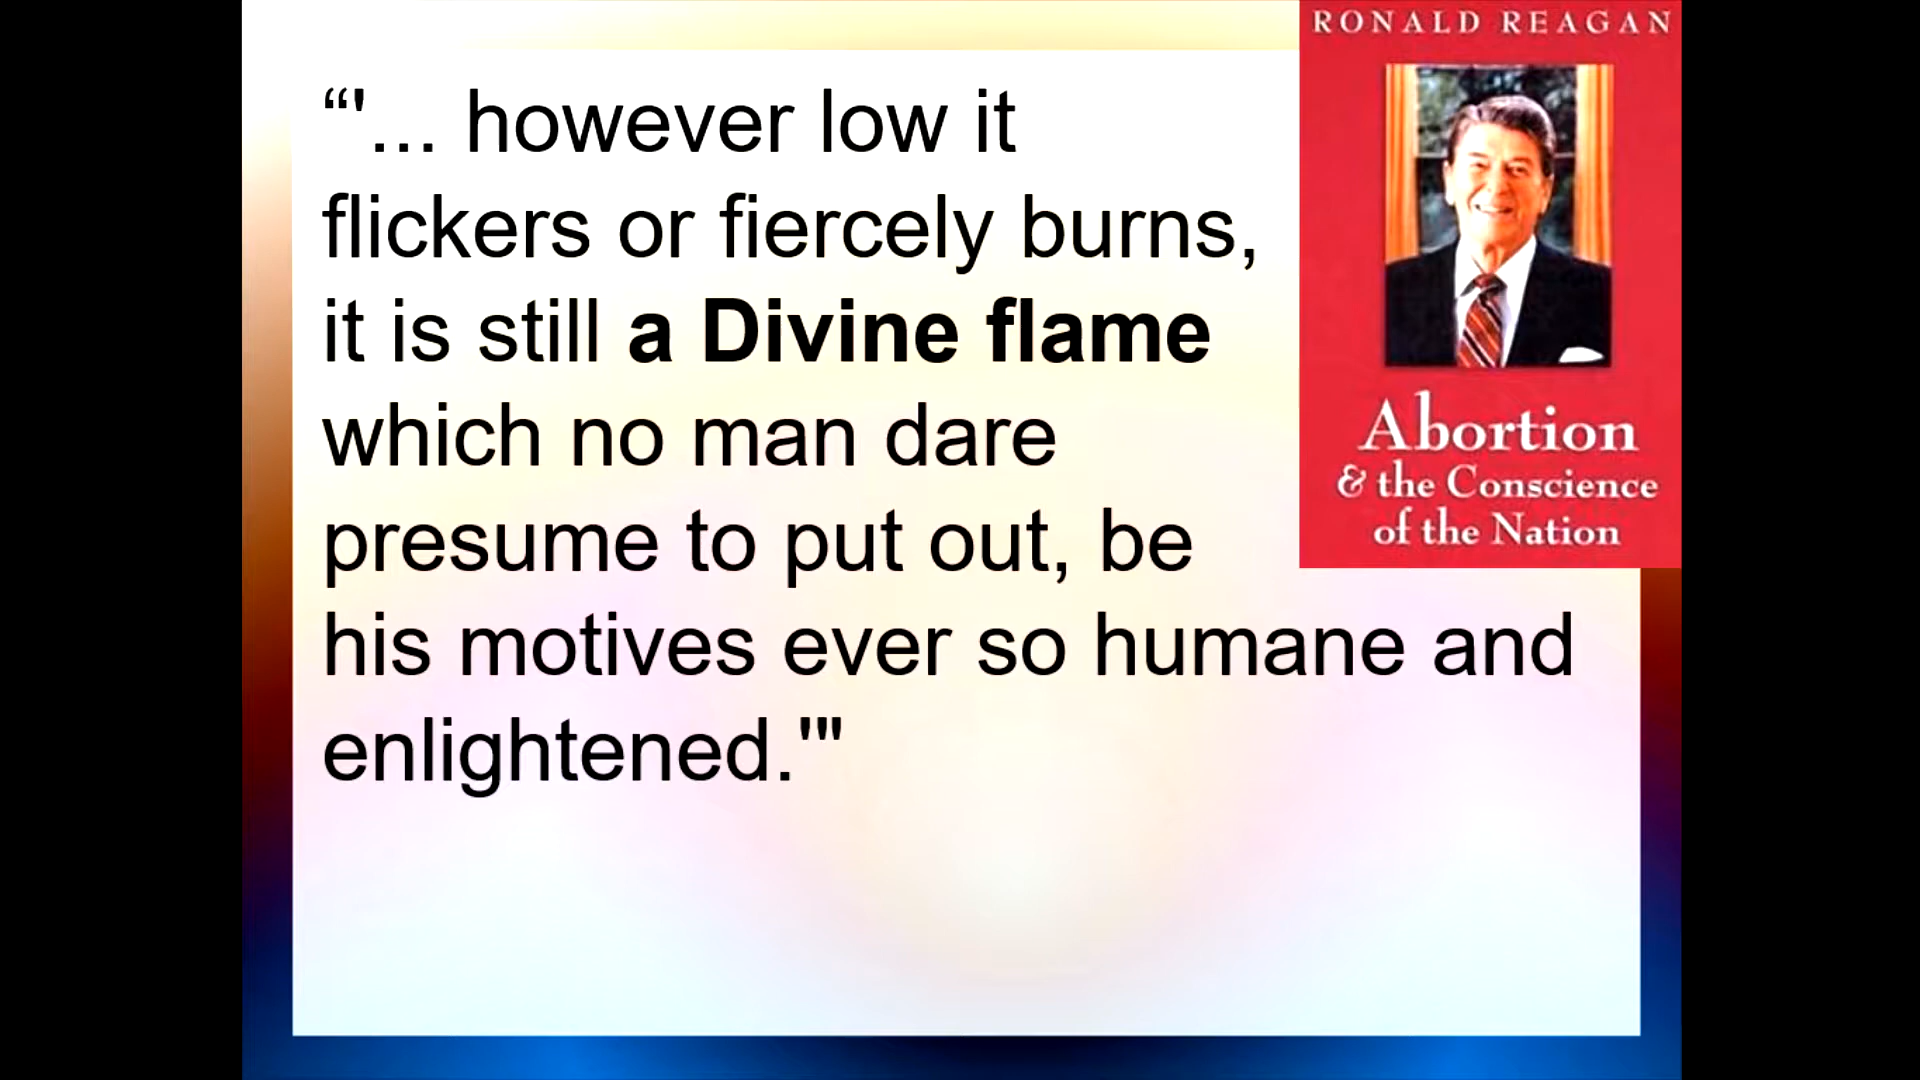 “'... however low it
flickers or fiercely burns,
it is still a Divine flame
which no man dare
presume to put out, be
his motives ever so humane and
enlightened.'"
RONALD REAGAN
Abortion
& the Conscience
of the Nation